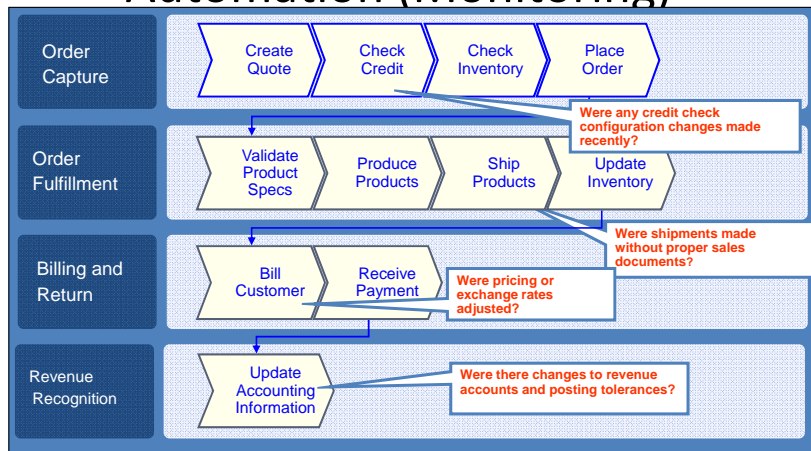 Automation (Monitoring)
Order
Capture
Create
Quote
Check
Credit
Check
Inventory
Place
Order
Were any credit check
configuration changes made
recently?
Order
Fulfillment
Validate
Product
Specs
Produce
Products
Ship
Products
Update
Inventory
Were shipments made
without proper sales
documents?
Billing and
Return
Bill
Customer
Receive
Payment
Were pricing or
exchange rates
adjusted?
Revenue
Recognition
Update
Accounting
Information
Were there changes to revenue
accounts and posting tolerances?